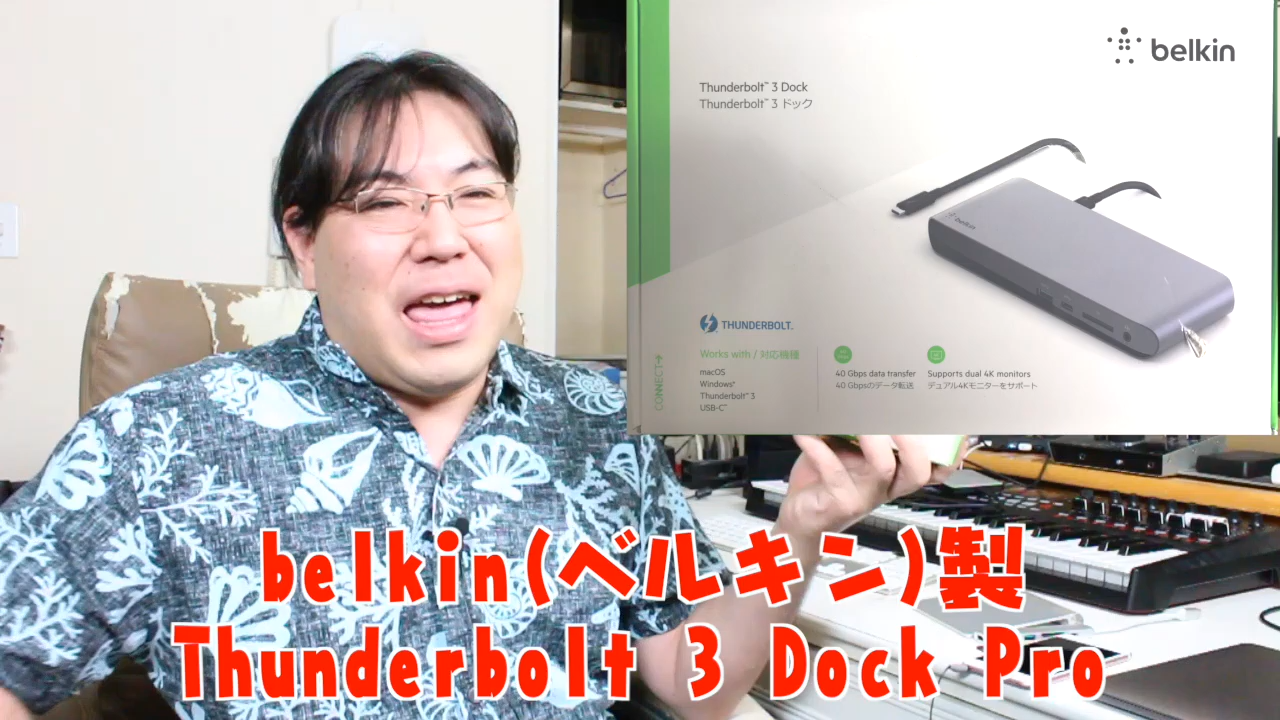 belkin
Thunderbolt™ 3 Dock
Thunderbolt™ 3 ドック
belkin
THUNDERBOLT.
Works with / 対応機種
macOS
Windows®
Thunderbolt™ 3
USB-C™
40 Gbps data transfer
40 Gbpsのデータ転送
Supports dual 4K monitors
デュアル4Kモニターをサポート
CONNECT→
belkin(ベルキン)製
Thunderbolt 3 Dock Pro